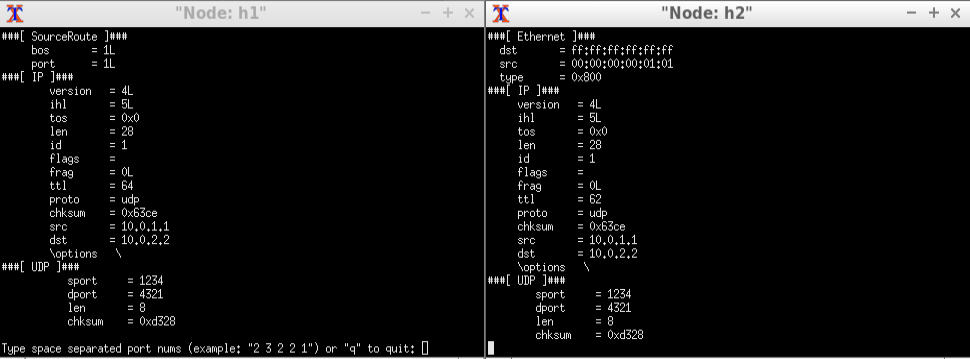 "Node: h1"
###[ SourceRoute ]###
bos = 1L
port = 1L
###[ IP ]###
version = 4L
ihl = 5L
tos = 0x0
len = 28
id = 1
flags =
frag = 0L
ttl = 64
proto = udp
chksum = 0x63ce
src = 10.0.1.1
dst = 10.0.2.2
\options \
###[ UDP ]###
sport = 1234
dport = 4321
len = 8
chksum = 0xd328
Type space separated port nums (example: "2 3 2 2 1") or "q" to quit:
"Node: h2"
###[ Ethernet ]###
dst = ff:ff:ff:ff:ff:ff
src = 00:00:00:00:01:01
type = 0x800
###[ IP ]###
version = 4L
ihl = 5L
tos = 0x0
len = 28
id = 1
flags =
frag = 0L
ttl = 62
proto = udp
chksum = 0x63ce
src = 10.0.1.1
dst = 10.0.2.2
\options \
###[ UDP ]###
sport = 1234
dport = 4321
len = 8
chksum = 0xd328